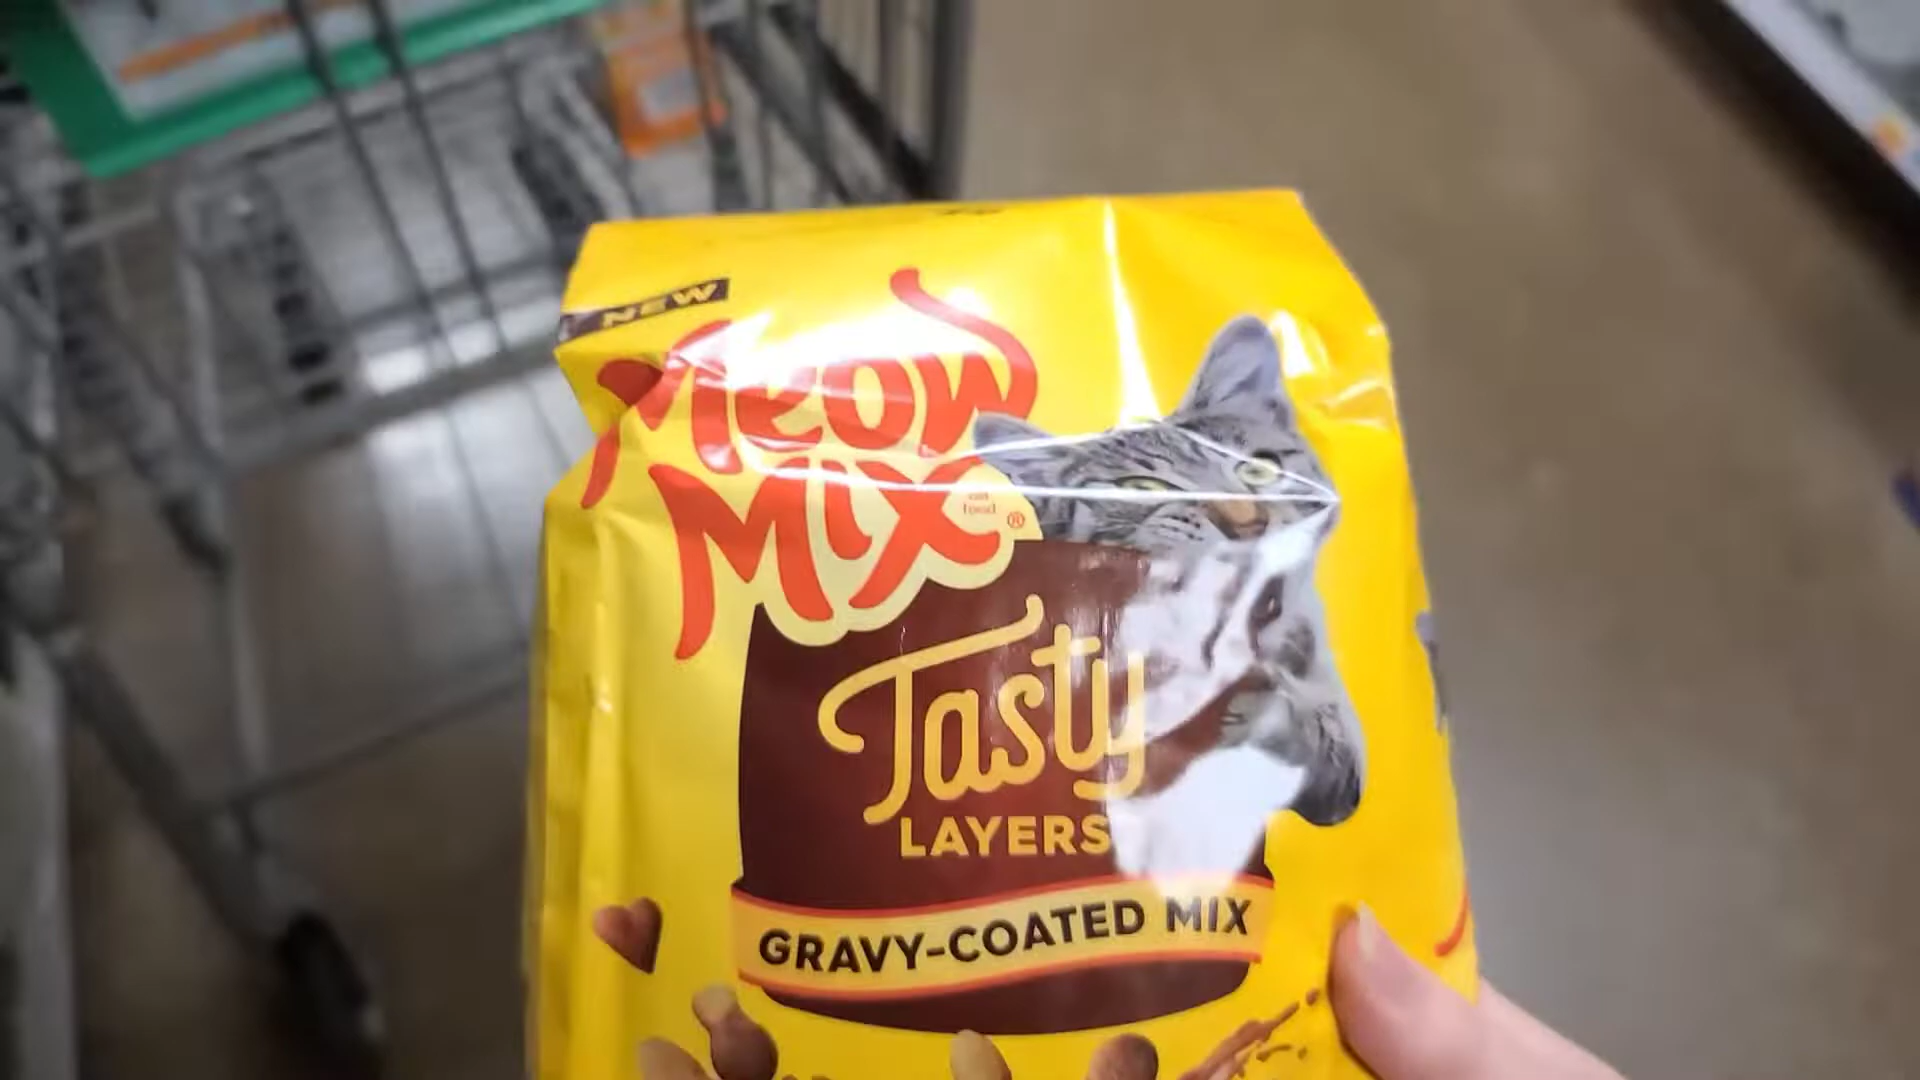 NEW
Meow
Mix
cat
food
®
Tasty
LAYERS
GRAVY-COATED MIX